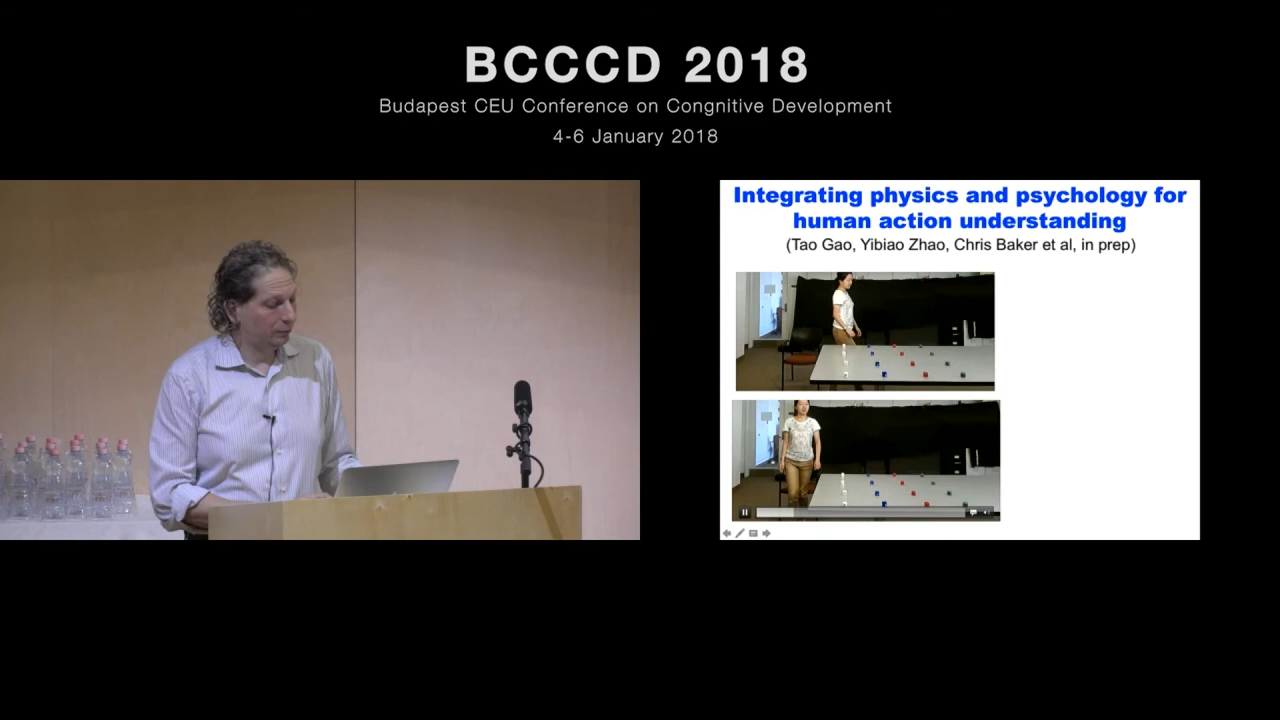 BCCCD 2018
Budapest CEU Conference on Congnitive Development
4-6 January 2018
Integrating physics and psychology for
human action understanding
(Tao Gao, Yibiao Zhao, Chris Baker et al, in prep)